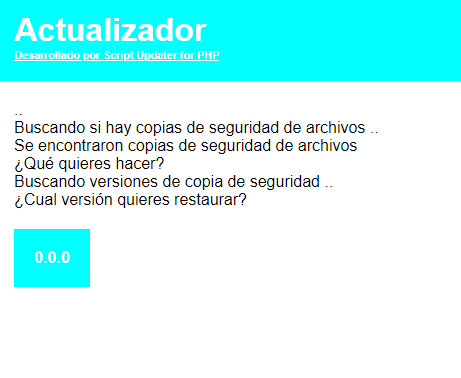 Actualizador
Desarrollado por Script Updater for PHP
..
Buscando si hay copias de seguridad de archivos ..
Se encontraron copias de seguridad de archivos
¿Qué quieres hacer?
Buscando versiones de copia de seguridad ..
¿Cual versión quieres restaurar?
0.0.0